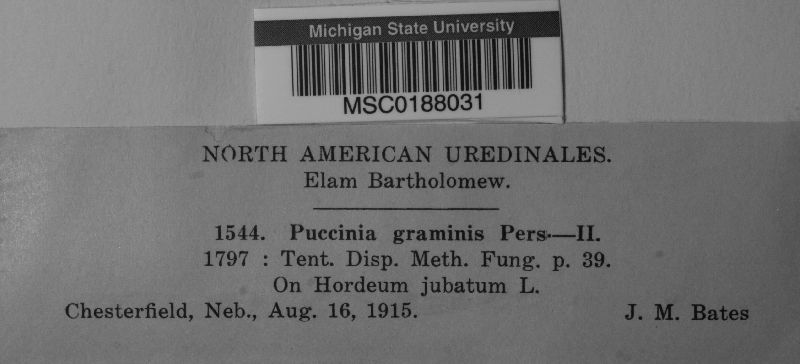 Michigan State University
MSC0188031
NORTH AMERICAN UREDINALES.
Elam Bartholomew.
1544. Puccinia graminis Pers.—II.
1797 : Tent. Disp. Meth. Fung. p. 39.
On Hordeum jubatum L.
Chesterfield, Neb., Aug. 16, 1915. J. M. Bates